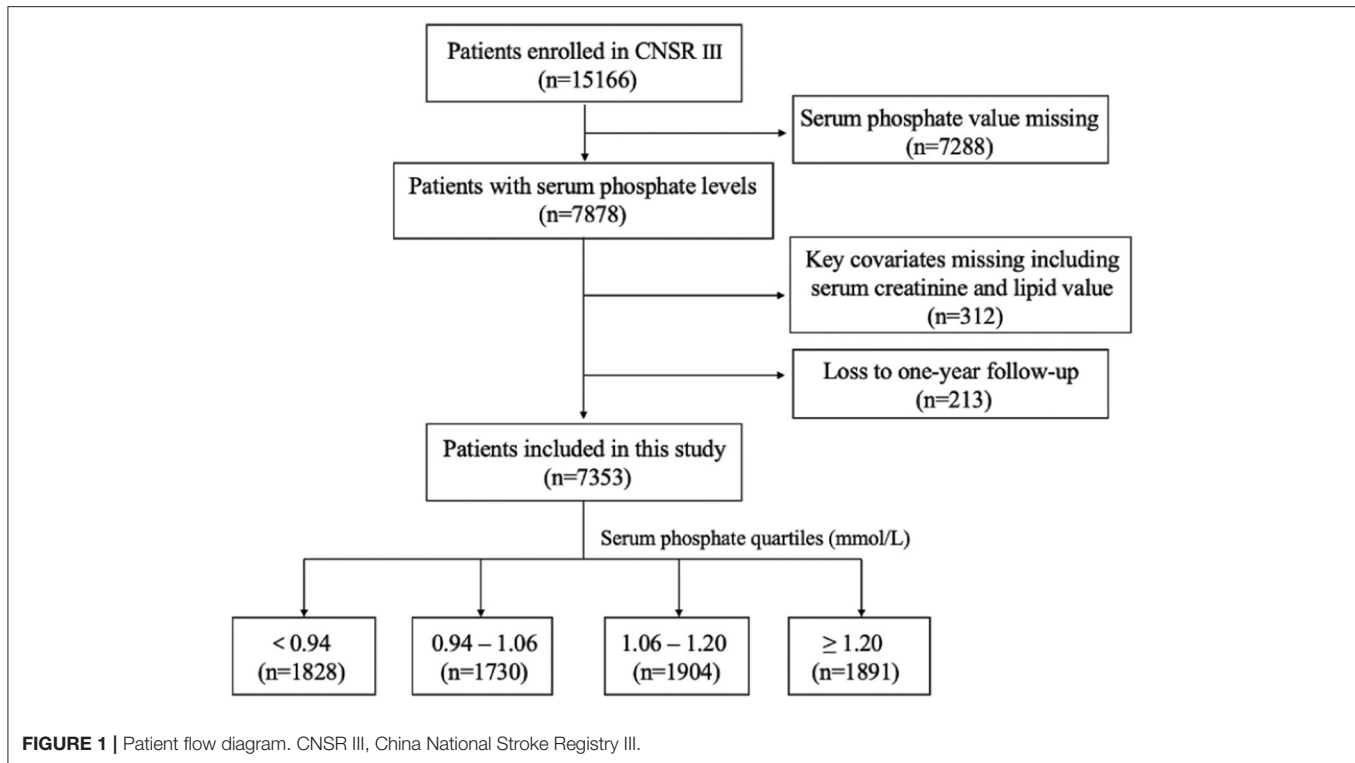 Patients enrolled in CNSR III
(n=15166)
Serum phosphate value missing
(n=7288)
Patients with serum phosphate levels
(n=7878)
Key covariates missing including
serum creatinine and lipid value
(n=312)
Loss to one-year follow-up
(n=213)
Patients included in this study
(n=7353)
Serum phosphate quartiles (mmol/L)
< 0.94
(n=1828)
0.94 – 1.06
(n=1730)
1.06 – 1.20
(n=1904)
≥ 1.20
(n=1891)
FIGURE 1 | Patient flow diagram. CNSR III, China National Stroke Registry III.